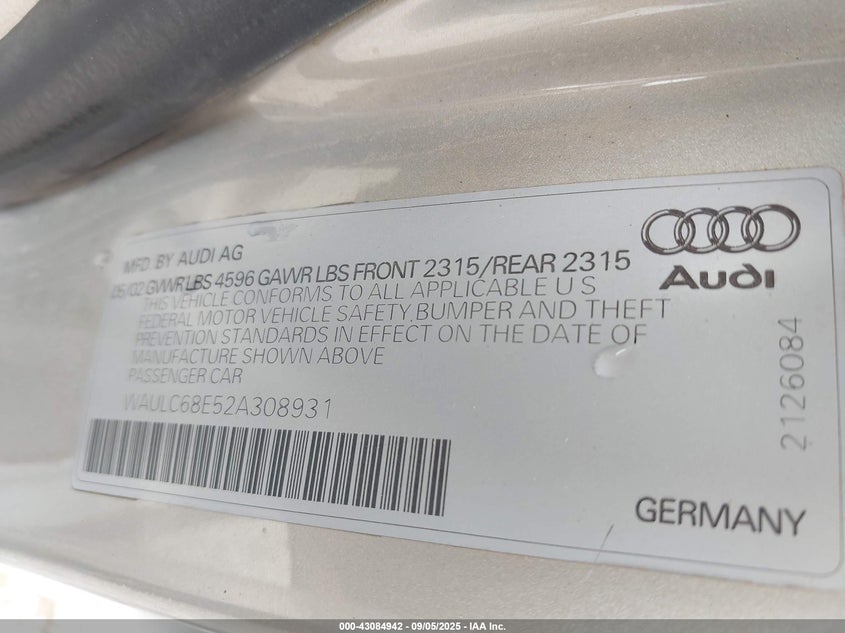 MFD. BY AUDI AG
05/02 GVWR LBS 4596 GAWR LBS FRONT 2315/REAR 2315
THIS VEHICLE CONFORMS TO ALL APPLICABLE U S
FEDERAL MOTOR VEHICLE SAFETY, BUMPER AND THEFT
PREVENTION STANDARDS IN EFFECT ON THE DATE OF
MANUFACTURE SHOWN ABOVE
PASSENGER CAR
WAULC68E52A308931
Audi
2126084
GERMANY
000-43084942 - 09/05/2025 - IAA Inc.